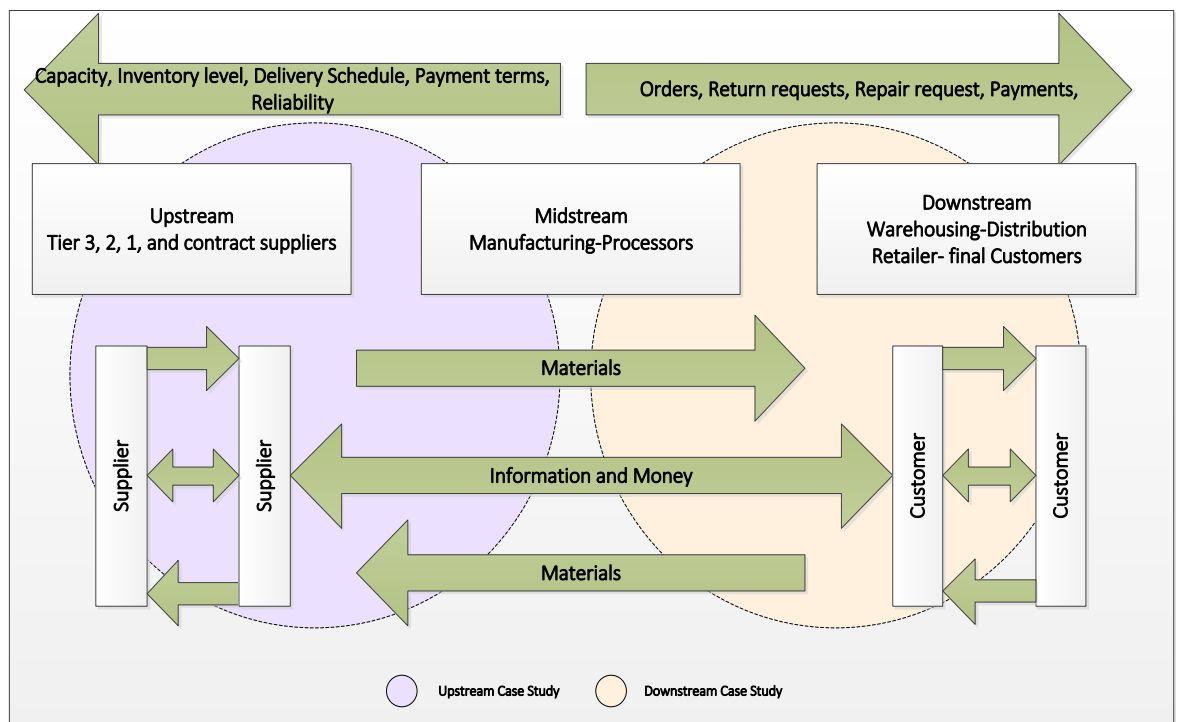 Capacity, Inventory level, Delivery Schedule, Payment terms,
Reliability
Orders, Return requests, Repair request, Payments,
Upstream
Tier 3, 2, 1, and contract suppliers
Midstream
Manufacturing-Processors
Downstream
Warehousing-Distribution
Retailer- final Customers
Supplier
Supplier
Materials
Information and Money
Materials
Customer
Customer
Upstream Case Study
Downstream Case Study